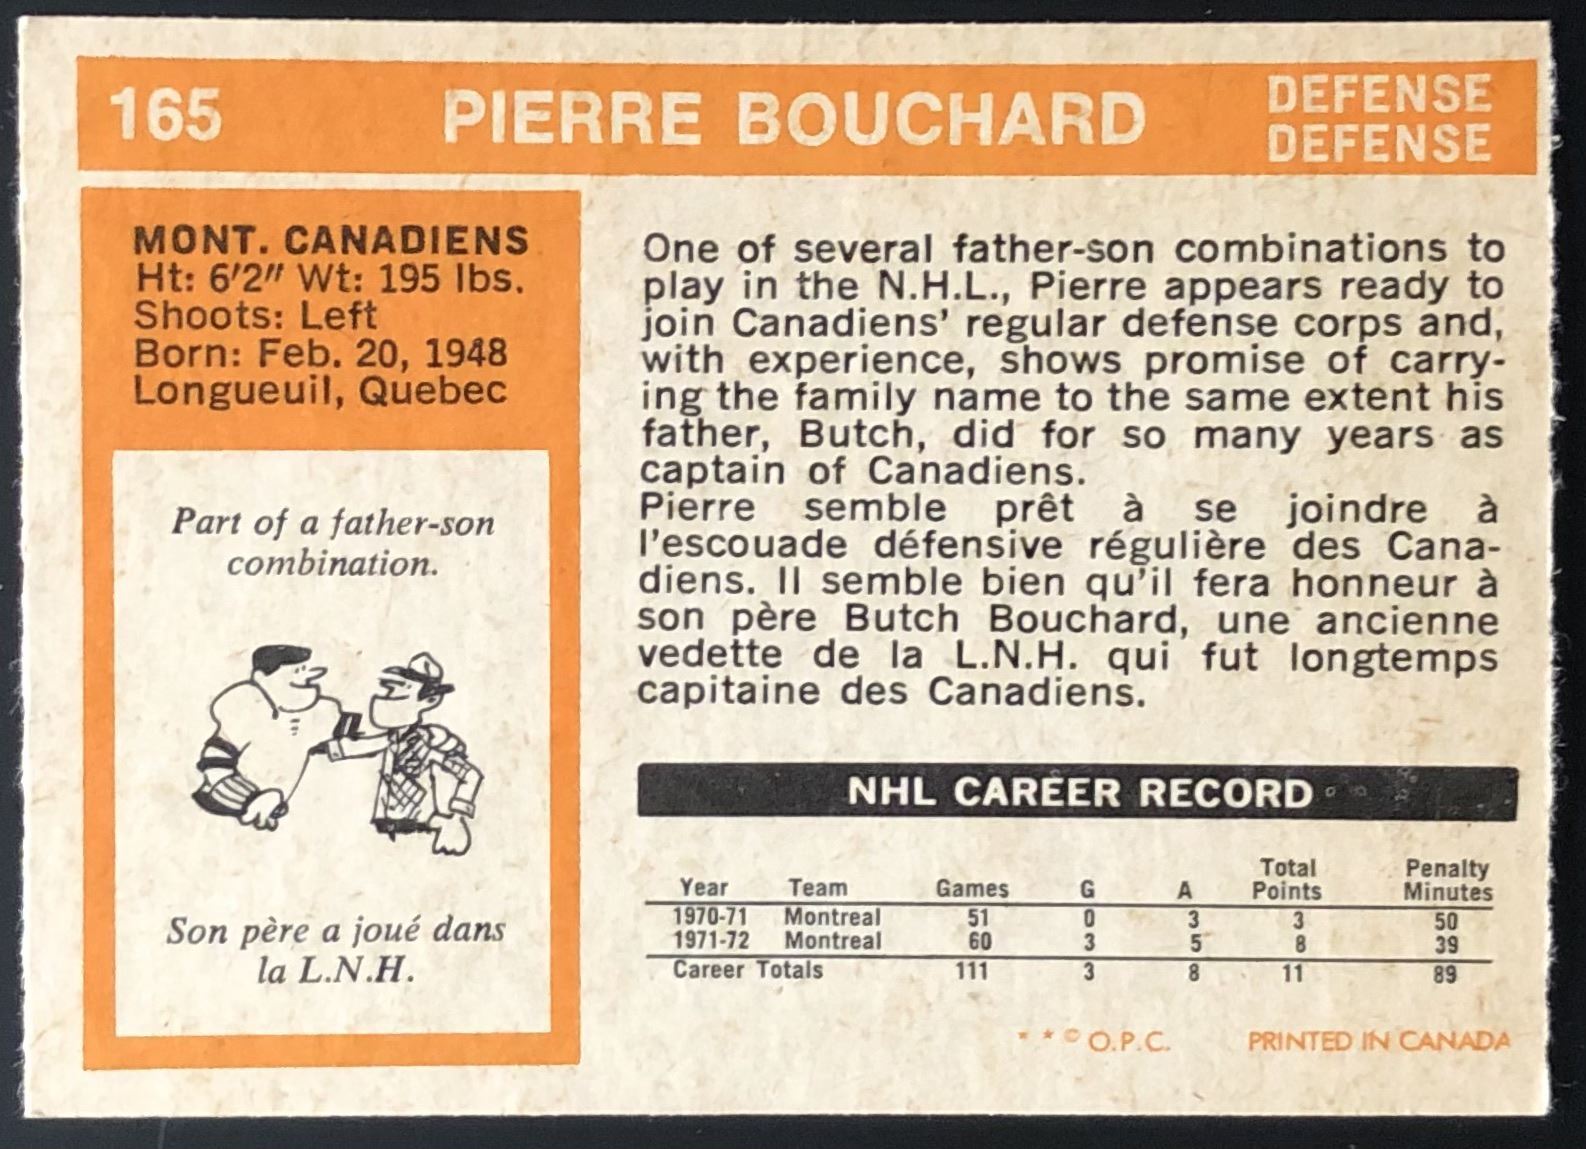 165 PIERRE BOUCHARD DEFENSE
DEFENSE
MONT. CANADIENS
Ht: 6'2" Wt: 195 lbs.
Shoots: Left
Born: Feb. 20, 1948
Longueuil, Quebec
Part of a father-son
combination.
Son père a joué dans
la L.N.H.
One of several father-son combinations to
play in the N.H.L., Pierre appears ready to
join Canadiens' regular defense corps and,
with experience, shows promise of carry-
ing the family name to the same extent his
father, Butch, did for so many years as
captain of Canadiens.
Pierre semble prêt à se joindre à
l'escouade défensive régulière des Cana-
diens. Il semble bien qu'il fera honneur à
son père Butch Bouchard, une ancienne
vedette de la L.N.H. qui fut longtemps
capitaine des Canadiens.
NHL CAREER RECORD
Year Team Games G A Total Points Penalty Minutes
1970-71 Montreal 51 0 3 3 50
1971-72 Montreal 60 3 5 8 39
Career Totals 111 3 8 11 89
* * © O.P.C. PRINTED IN CANADA